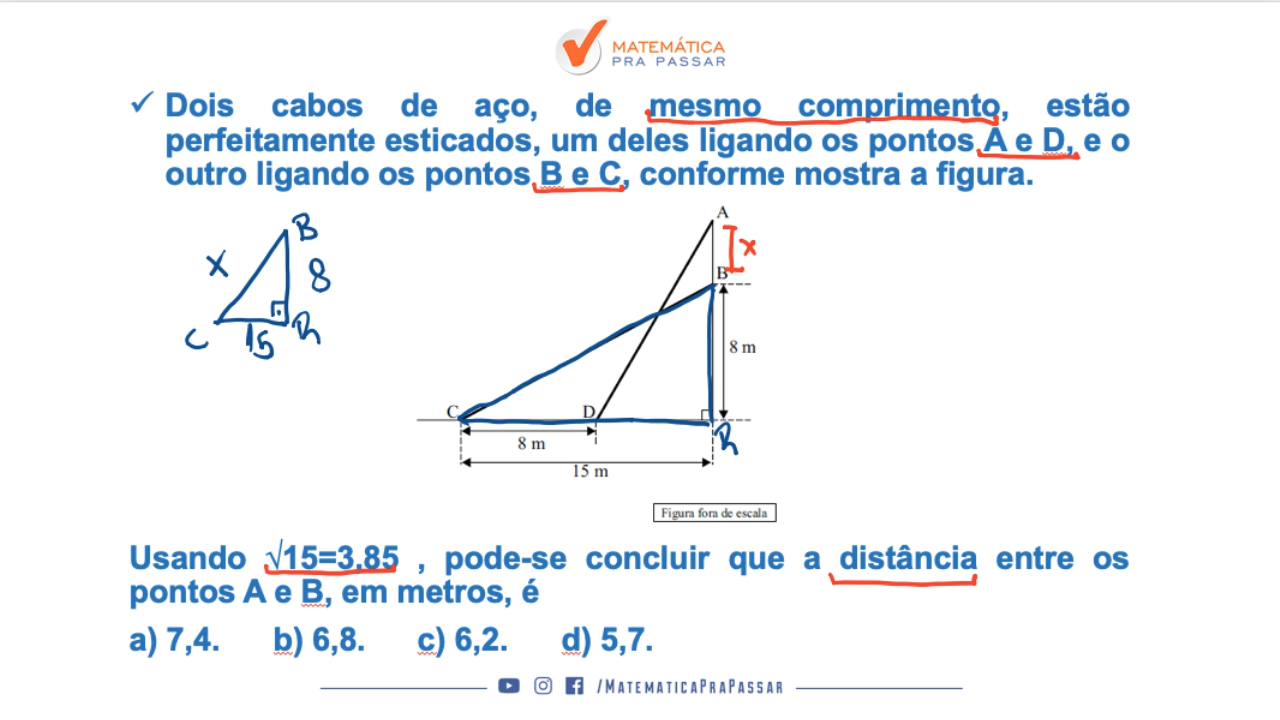 MATEMÁTICA
PRA PASSAR
✓ Dois cabos de aço, de mesmo comprimento, estão
perfeitamente esticados, um deles ligando os pontos A e D, e o
outro ligando os pontos B e C, conforme mostra a figura.
A
x
B
B
x
8
C
15
R
8 m
C
D
R
8 m
15 m
Figura fora de escala
Usando √15=3,85 , pode-se concluir que a distância entre os
pontos A e B, em metros, é
a) 7,4. b) 6,8. c) 6,2. d) 5,7.
/MATEMATICAPRAPASSAR